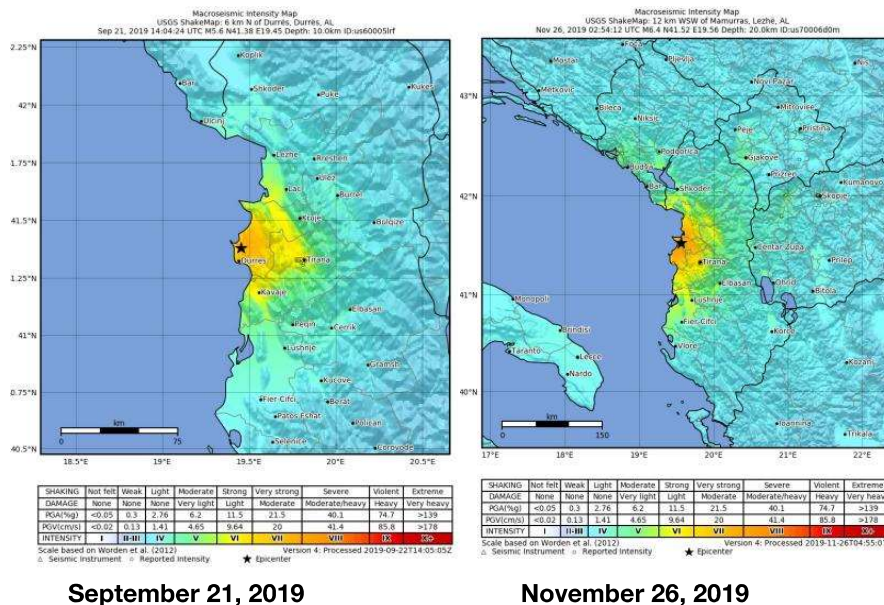 Macroseismic Intensity Map
USGS ShakeMap: 6 km N of Durrës, Durrës, AL
Sep 21, 2019 14:04:24 UTC M5.6 N41.38 E19.45 Depth: 10.0km ID:us60005lrf
42.25°N
42°N
41.75°N
41.5°N
41.25°N
41°N
40.75°N
40.5°N
Koplik
Bar
Shkoder
Puke
Kukes
Ulcinj
Lezhe
Rreshen
Ulez
Laç
Burrel
Kruje
Bulqize
Durres
Tirana
Kavaje
Elbasan
Peqin
Cerrik
Lushnje
Gramsh
Kucove
Fier-Cifci
Berat
Patos Fshat
Polican
Selenice
Corovode
km
0 75
18.5°E 19°E 19.5°E 20°E 20.5°E
SHAKING Not felt Weak Light Moderate Strong Very strong Severe Violent Extreme
DAMAGE None None None Very light Light Moderate Moderate/heavy Heavy Very heavy
PGA(%g) <0.05 0.3 2.76 6.2 11.5 21.5 40.1 74.7 >139
PGV(cm/s) <0.02 0.13 1.41 4.65 9.64 20 41.4 85.8 >178
INTENSITY I II-III IV V VI VII VIII IX X+
Scale based on Worden et al. (2012)
Version 4: Processed 2019-09-22T14:05:05Z
△ Seismic Instrument ○ Reported Intensity ★ Epicenter
September 21, 2019
Macroseismic Intensity Map
USGS ShakeMap: 12 km WSW of Mamurras, Lezhë, AL
Nov 26, 2019 02:54:12 UTC M6.4 N41.52 E19.56 Depth: 20.0km ID:us70006d0m
43°N
42°N
41°N
40°N
Foca
Pljevlja
Mostar
Nis
Novi Pazar
Metkovic
Bileca
Mitrovice
Niksic
Peje
Pristina
Podgorica
Gjakove
Budva
Prizren
Bar
Shkoder
Kumanovo
Skopje
Centar Zupa
Prilep
Tirana
Elbasan
Ohrid
Bitola
Monopoli
Lushnje
Fier-Cifci
Brindisi
Korce
Taranto
Vlore
Lecce
Kozani
Nardo
Ioannina
Trikala
km
0 150
17°E 18°E 19°E 20°E 21°E 22°E
SHAKING Not felt Weak Light Moderate Strong Very strong Severe Violent Extreme
DAMAGE None None None Very light Light Moderate Moderate/heavy Heavy Very heavy
PGA(%g) <0.05 0.3 2.76 6.2 11.5 21.5 40.1 74.7 >139
PGV(cm/s) <0.02 0.13 1.41 4.65 9.64 20 41.4 85.8 >178
INTENSITY I II-III IV V VI VII VIII IX X+
Scale based on Worden et al. (2012)
Version 4: Processed 2019-11-26T04:55:07
△ Seismic Instrument ○ Reported Intensity ★ Epicenter
November 26, 2019